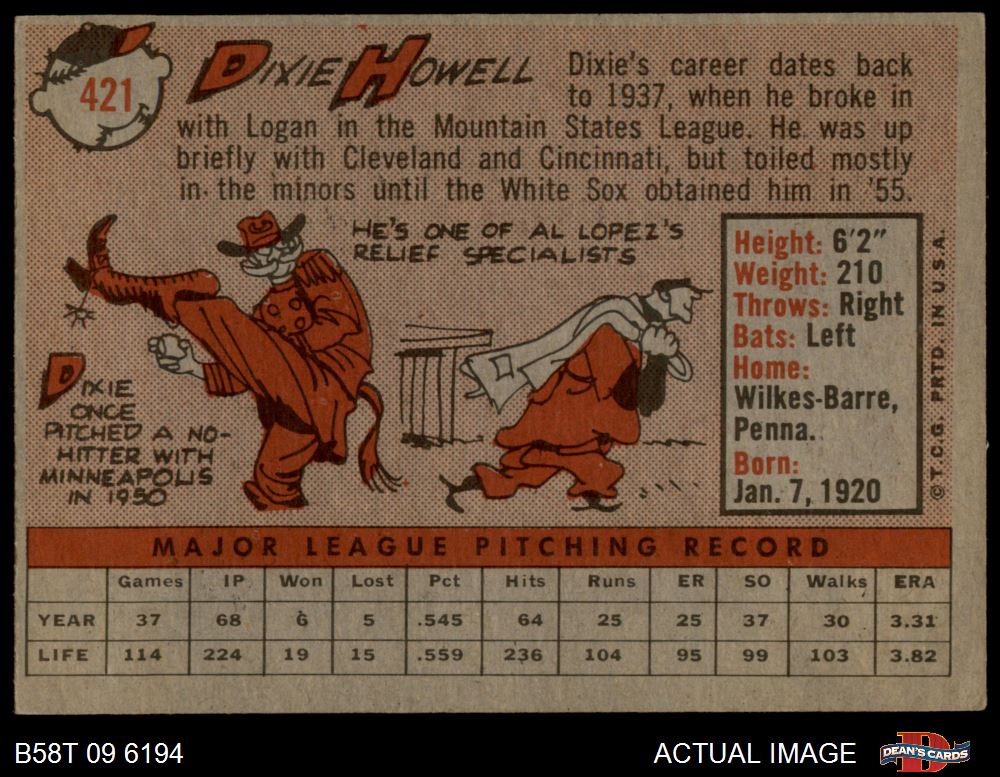 421
DIXIE HOWELL
Dixie's career dates back
to 1937, when he broke in
with Logan in the Mountain States League. He was up
briefly with Cleveland and Cincinnati, but toiled mostly
in the minors until the White Sox obtained him in '55.
HE'S ONE OF AL LOPEZ'S
RELIEF SPECIALISTS
C
DIXIE
ONCE
PITCHED A NO-
HITTER WITH
MINNEAPOLIS
IN 1950
Height: 6'2"
Weight: 210
Throws: Right
Bats: Left
Home:
Wilkes-Barre,
Penna.
Born:
Jan. 7, 1920
©T.C.G. PRTD. IN U.S.A.
MAJOR LEAGUE PITCHING RECORD
Games IP Won Lost Pct Hits Runs ER SO Walks ERA
YEAR 37 68 6 5 .545 64 25 25 37 30 3.31
LIFE 114 224 19 15 .559 236 104 95 99 103 3.82
B58T 09 6194
ACTUAL IMAGE
D
DEAN'S CARDS